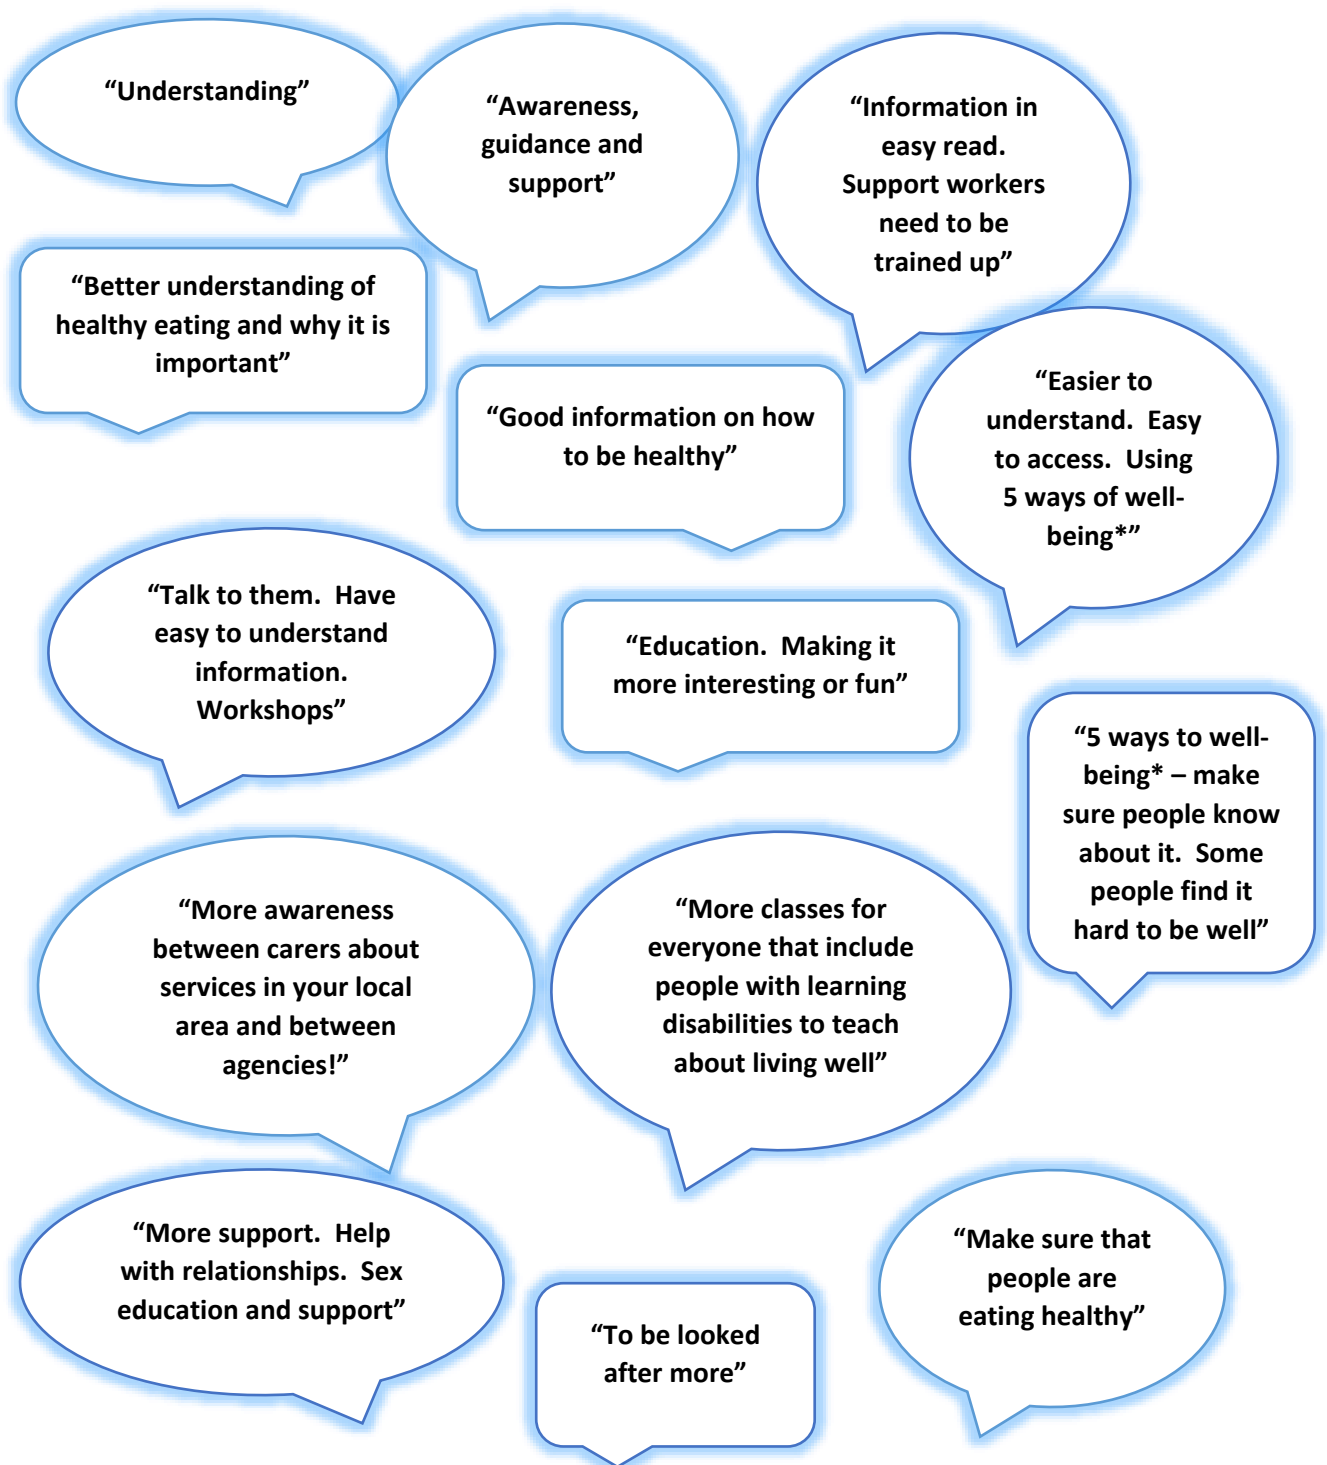 “Understanding”
“Awareness,
guidance and
support”
“Information in
easy read.
Support workers
need to be
trained up”
“Better understanding of
healthy eating and why it is
important”
“Good information on how
to be healthy”
“Easier to
understand.  Easy
to access.  Using
5 ways of well-
being*”
“Talk to them.  Have
easy to understand
information.
Workshops”
“Education.  Making it
more interesting or fun”
“5 ways to well-
being* – make
sure people know
about it.  Some
people find it
hard to be well”
“More awareness
between carers about
services in your local
area and between
agencies!”
“More classes for
everyone that include
people with learning
disabilities to teach
about living well”
“More support.  Help
with relationships.  Sex
education and support”
“To be looked
after more”
“Make sure that
people are
eating healthy”